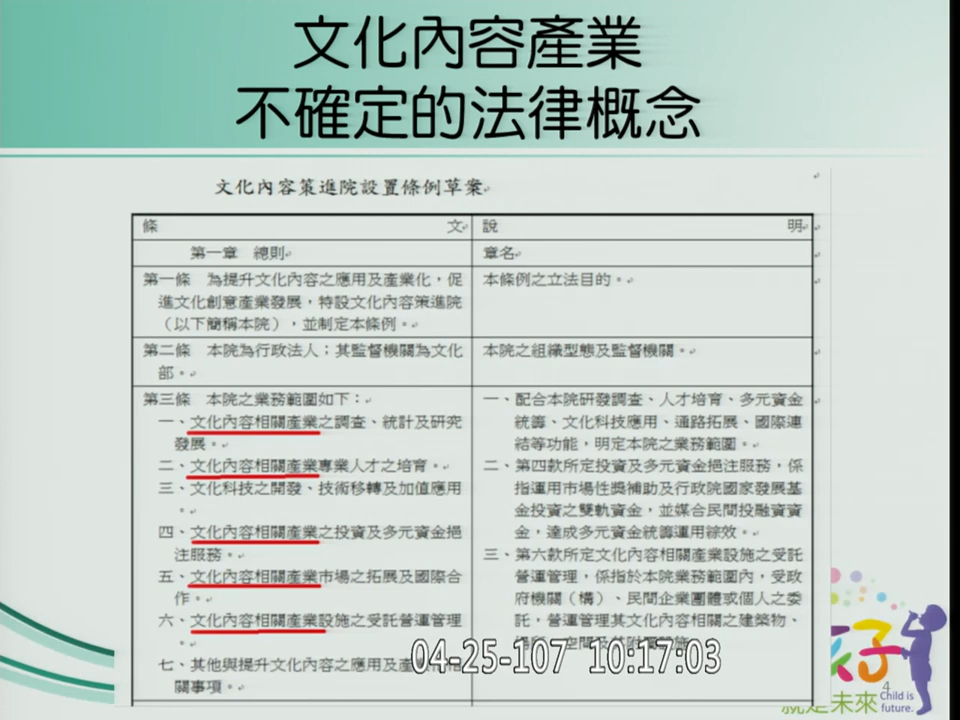 文化內容產業
不確定的法律概念
文化內容策進院設置條例草案
條 文
說 明
第一章 總則
章名
第一條 為提升文化內容之應用及產業化，促
進文化創意產業發展，特設文化內容策進院
（以下簡稱本院），並制定本條例。
本條例之立法目的。
第二條 本院為行政法人；其監督機關為文化
部。
本院之組織型態及監督機關。
第三條 本院之業務範圍如下：
一、文化內容相關產業之調查、統計及研究
發展。
二、文化內容相關產業專業人才之培育。
三、文化科技之開發、技術移轉及加值應用
。
四、文化內容相關產業之投資及多元資金挹
注服務。
五、文化內容相關產業市場之拓展及國際合
作。
六、文化內容相關產業設施之受託營運管理
。
七、其他與提升文化內容之應用及產
關事項。
一、配合本院研發調查、人才培育、多元資金
統籌、文化科技應用、通路拓展、國際連
結等功能，明定本院之業務範圍。
二、第四款所定投資及多元資金挹注服務，係
指運用市場性獎補助及行政院國家發展基
金投資之雙軌資金，並媒合民間投融資資
金，達成多元資金統籌運用綜效。
三、第六款所定文化內容相關產業設施之受託
營運管理，係指於本院業務範圍內，受政
府機關（構）、民間企業團體或個人之委
託，營運管理其文化內容相關之建築物、
04-25-107 10:17:03
孩子
就是未來
Child is
future.
4